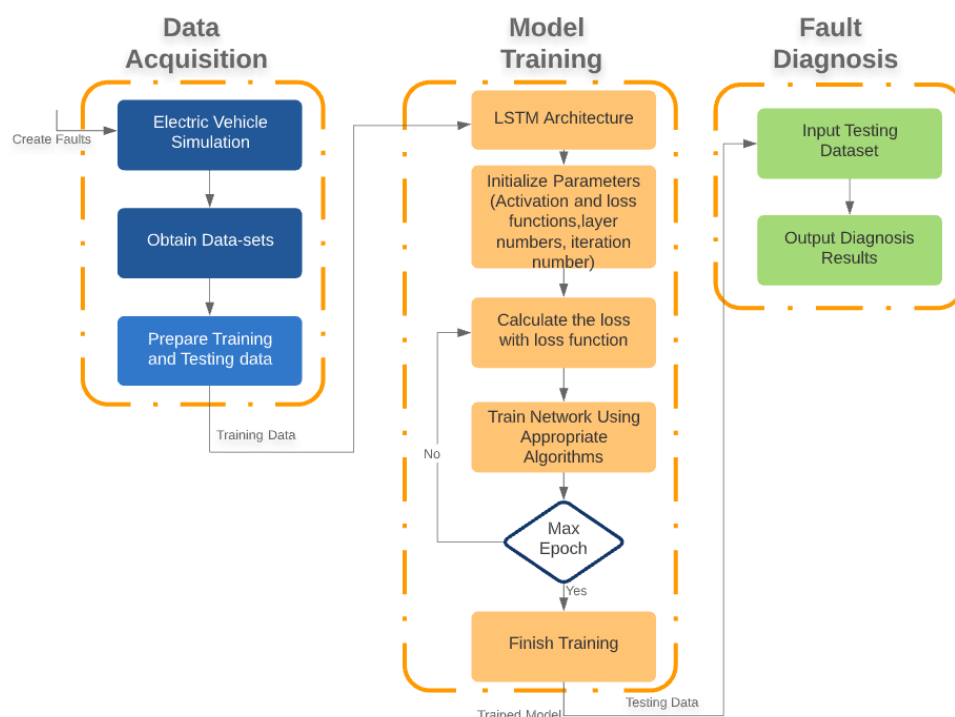 Data
Acquisition
Create Faults
Electric Vehicle
Simulation
Obtain Data-sets
Prepare Training
and Testing data
Training Data
Model
Training
LSTM Architecture
Initialize Parameters
(Activation and loss
functions,layer
numbers, iteration
number)
Calculate the loss
with loss function
Train Network Using
Appropriate
Algorithms
No
Max
Epoch
Yes
Finish Training
Trained Model
Testing Data
Fault
Diagnosis
Input Testing
Dataset
Output Diagnosis
Results